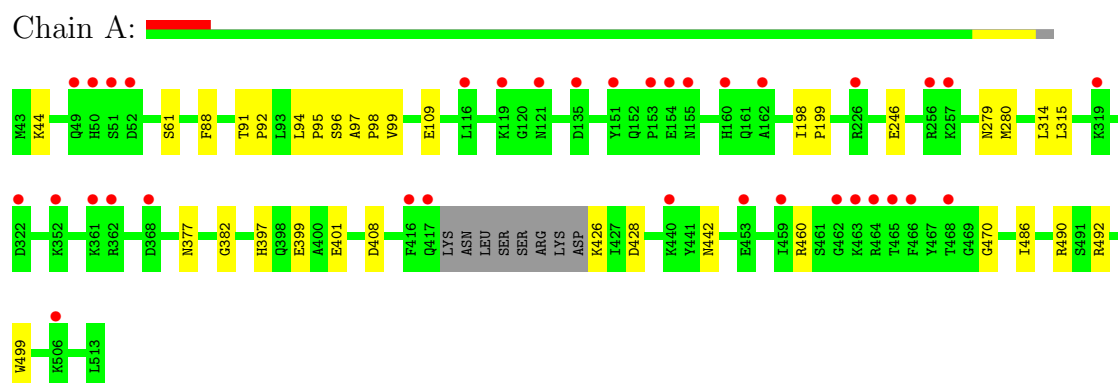 Chain A:
M43 K44 Q49 H50 S51 D52 S61 F88 T91 P92 L93 L94 P95 S96 A97 P98 V99 E109 L116 K119 G120 N121 D135 Y151 Q152 P153 E154 N155 H160 Q161 A162 I198 P199 R226 E246 R256 K257 N279 M280 L314 L315 K319
D322 K352 K361 R362 D368 N377 G382 H397 Q398 E399 A400 E401 D408 F416 Q417 LYS ASN LEU SER SER ARG LYS ASP K426 I427 D428 K440 Y441 N442 E453 I459 R460 S461 G462 K463 R464 T465 F466 Y467 T468 G469 G470 I486 R490 S491 R492
W499 K506 L513